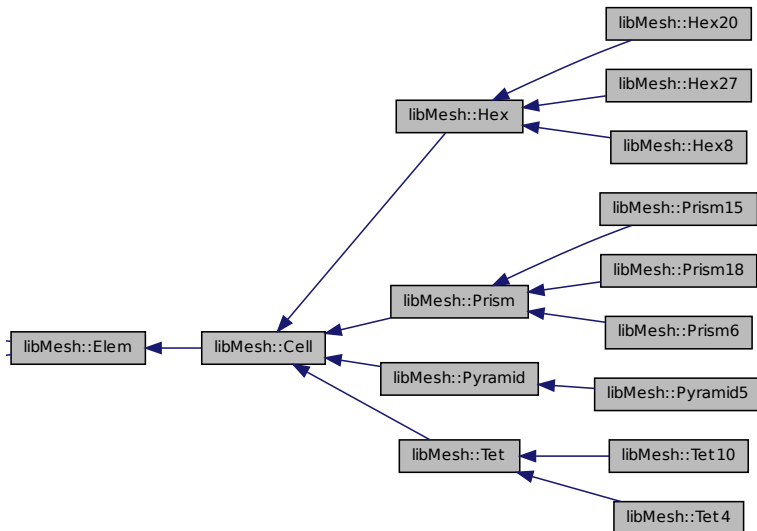 libMesh::Hex20
libMesh::Hex27
libMesh::Hex
libMesh::Hex8
libMesh::Prism15
libMesh::Prism18
libMesh::Prism
libMesh::Prism6
libMesh::Elem
libMesh::Cell
libMesh::Pyramid
libMesh::Pyramid5
libMesh::Tet
libMesh::Tet10
libMesh::Tet4